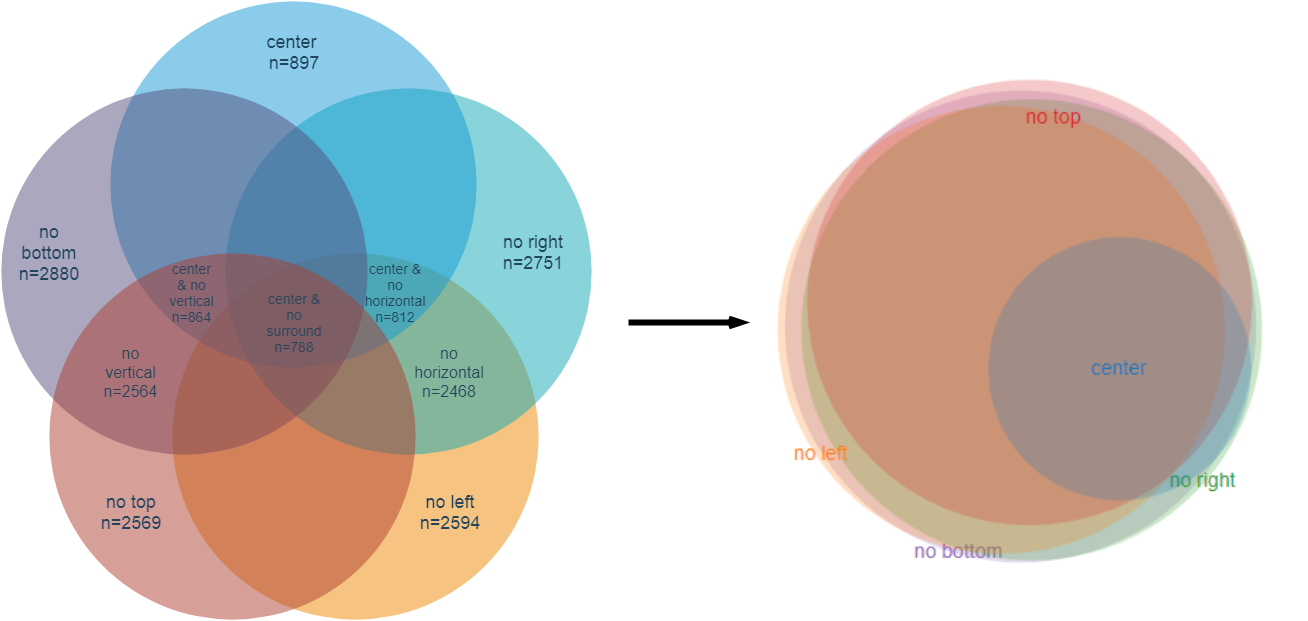 center
n=897
no
bottom
n=2880
no right
n=2751
center
& no
vertical
n=864
center &
no
surround
n=788
center &
no
horizontal
n=812
no
vertical
n=2564
no
horizontal
n=2468
no top
n=2569
no left
n=2594
no top
center
no left
no right
no bottom